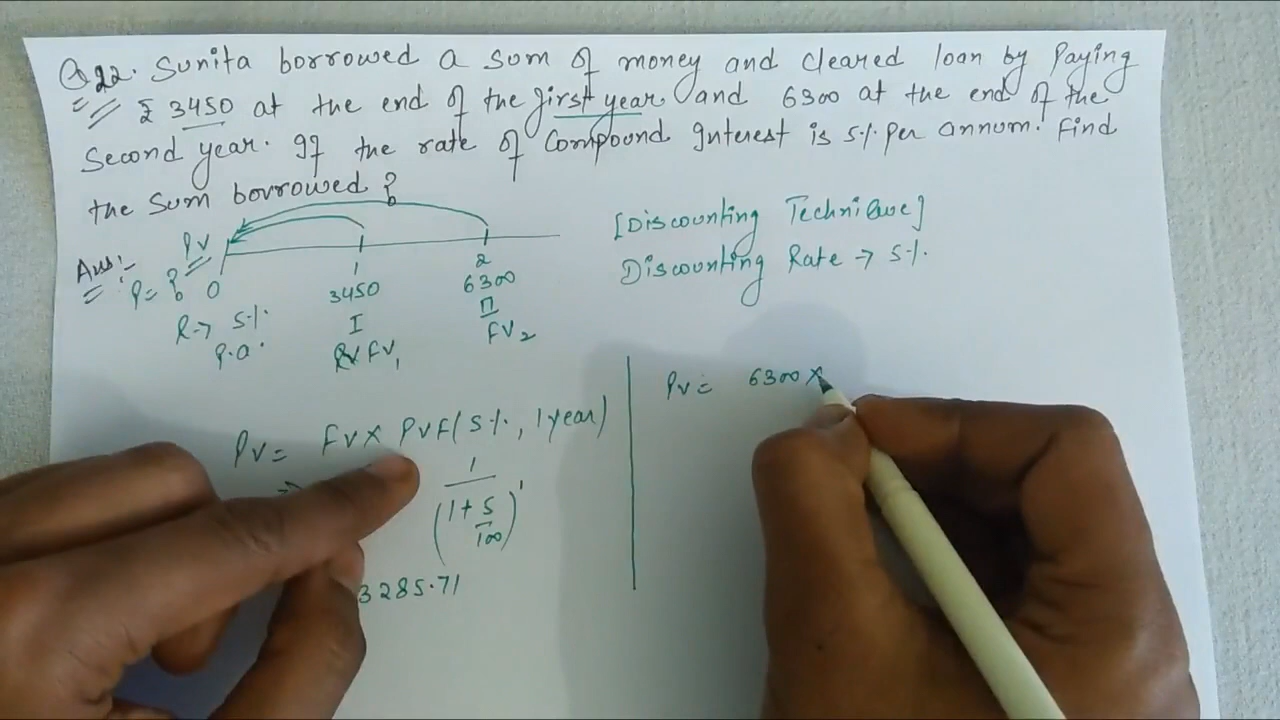 Q22. Sunita borrowed a sum of money and cleared loan by Paying
₹ 3450 at the end of the first year and 6300 at the end of the
Second year. If the rate of Compound Interest is 5% per annum. Find
the sum borrowed ?
[Discounting Technique]
Discounting Rate → 5%.
Ans:-
PV
P= ? 0 1 2
3450 6300
R→ 5% I II
P.a. FV1 FV2
PV= FV× PVF(5%, 1year)
1
(1+ 5
100)1
3285.71
PV= 6300×